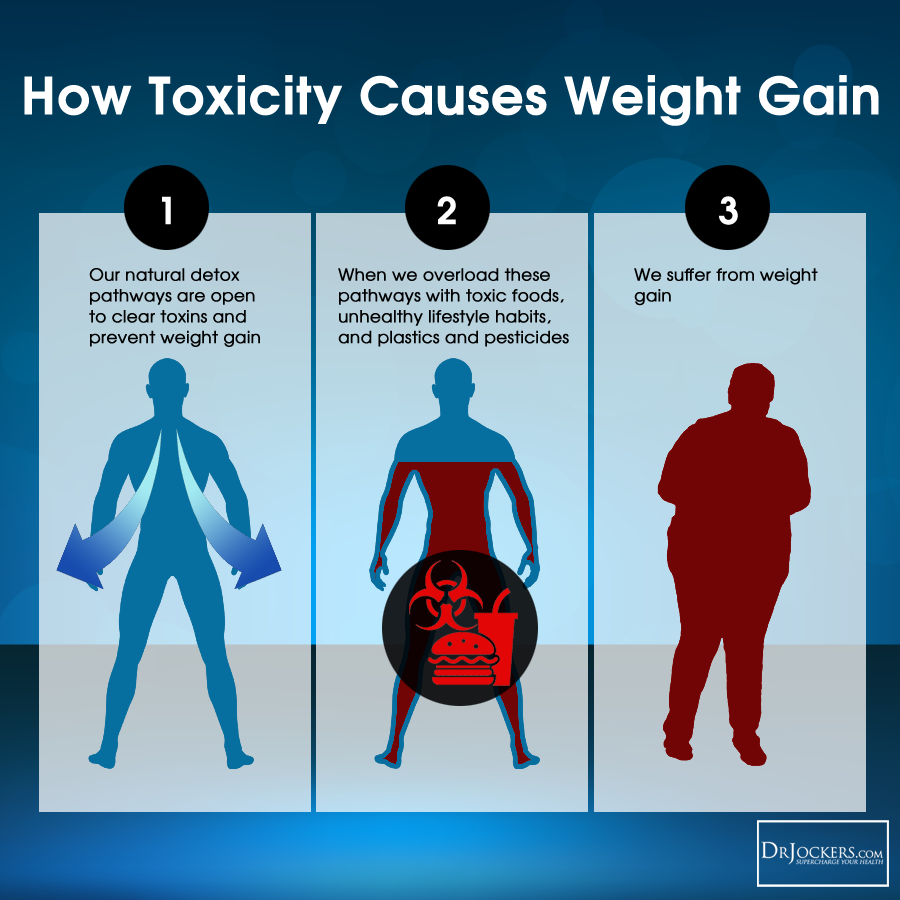 How Toxicity Causes Weight Gain
1
Our natural detox
pathways are open
to clear toxins and
prevent weight gain
2
When we overload these
pathways with toxic foods,
unhealthy lifestyle habits,
and plastics and pesticides
3
We suffer from weight
gain
DRJOCKERS.COM
SUPERCHARGE YOUR HEALTH